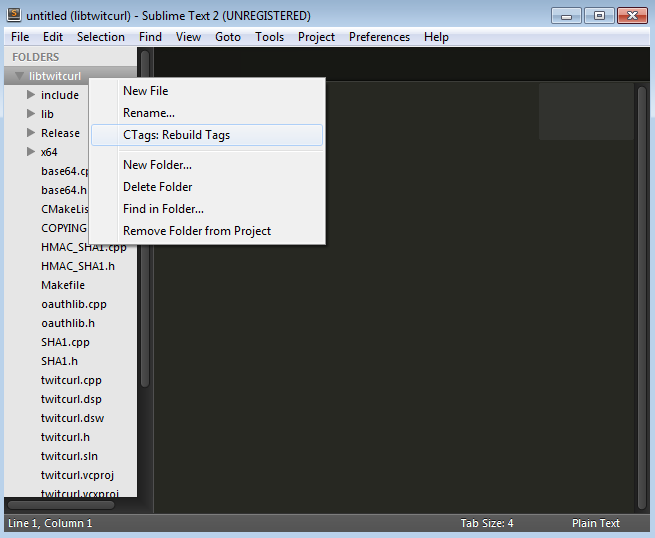 untitled (libtwitcurl) - Sublime Text 2 (UNREGISTERED)
File Edit Selection Find View Goto Tools Project Preferences Help
FOLDERS
libtwitcurl
include
lib
Release
x64
base64.cp
base64.h
CMakeLis
COPYING
HMAC_SHA1.cpp
HMAC_SHA1.h
Makefile
oauthlib.cpp
oauthlib.h
SHA1.cpp
SHA1.h
twitcurl.cpp
twitcurl.dsp
twitcurl.dsw
twitcurl.h
twitcurl.sln
twitcurl.vcproj
twitcurl.vcxproj
New File
Rename...
CTags: Rebuild Tags
New Folder...
Delete Folder
Find in Folder...
Remove Folder from Project
Line 1, Column 1 Tab Size: 4 Plain Text